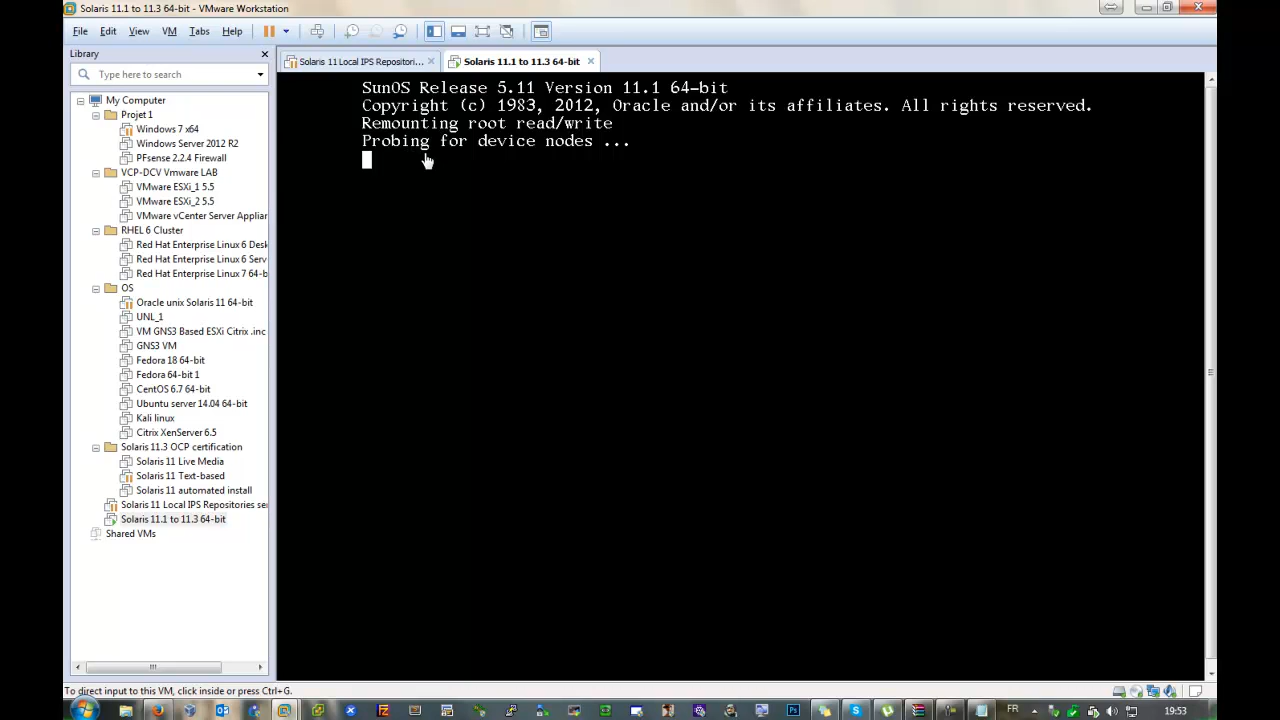 Solaris 11.1 to 11.3 64-bit - VMware Workstation
File Edit View VM Tabs Help
Library
Type here to search
My Computer
Projet 1
Windows 7 x64
Windows Server 2012 R2
PFsense 2.2.4 Firewall
VCP-DCV Vmware LAB
VMware ESXi_1 5.5
VMware ESXi_2 5.5
VMware vCenter Server Applian
RHEL 6 Cluster
Red Hat Enterprise Linux 6 Desk
Red Hat Enterprise Linux 6 Serv
Red Hat Enterprise Linux 7 64-b
OS
Oracle unix Solaris 11 64-bit
UNL_1
VM GNS3 Based ESXi Citrix .inc
GNS3 VM
Fedora 18 64-bit
Fedora 64-bit 1
CentOS 6.7 64-bit
Ubuntu server 14.04 64-bit
Kali linux
Citrix XenServer 6.5
Solaris 11.3 OCP certification
Solaris 11 Live Media
Solaris 11 Text-based
Solaris 11 automated install
Solaris 11 Local IPS Repositories se
Solaris 11.1 to 11.3 64-bit
Shared VMs
Solaris 11 Local IPS Repositori...
Solaris 11.1 to 11.3 64-bit
SunOS Release 5.11 Version 11.1 64-bit
Copyright (c) 1983, 2012, Oracle and/or its affiliates. All rights reserved.
Remounting root read/write
Probing for device nodes ...
To direct input to this VM, click inside or press Ctrl+G.
FR
19:53